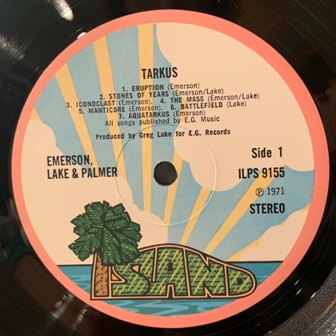 TARKUS
1. ERUPTION (Emerson)
2. STONES OF YEARS (Emerson/Lake)
3. ICONOCLAST (Emerson). 4. THE MASS (Emerson/Lake)
5. MANTICORE (Emerson). 6. BATTLEFIELD (Lake)
7. AQUATARKUS (Emerson)
All songs published by E.G. Music
Produced by Greg Lake for E.G. Records
EMERSON,
LAKE & PALMER
Side 1
ILPS 9155
℗ 1971
STEREO
ISLAND